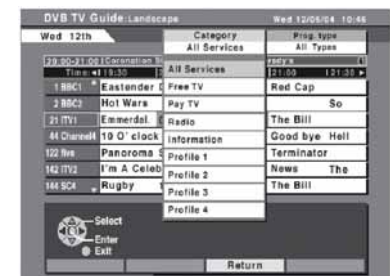 DVB TV Guide:Landscape Wed 12/05/04 10:46
Wed 12th
Category
All Services
Prog. type
All Types
Time: 19:30 21:00 21:30
All Services
Free TV
Pay TV
Radio
Information
Profile 1
Profile 2
Profile 3
Profile 4
1 BBC1 Eastender Red Cap
2 BBC2 Hot Wars So
21 ITV1 Emmerdal. The Bill
44 Channel4 10 O' clock Good bye Hell
122 five Panoroma Terminator
142 ITV2 I'm A Celeb News The
144 SC4 Rugby The Bill
Select
Enter
Exit
Return